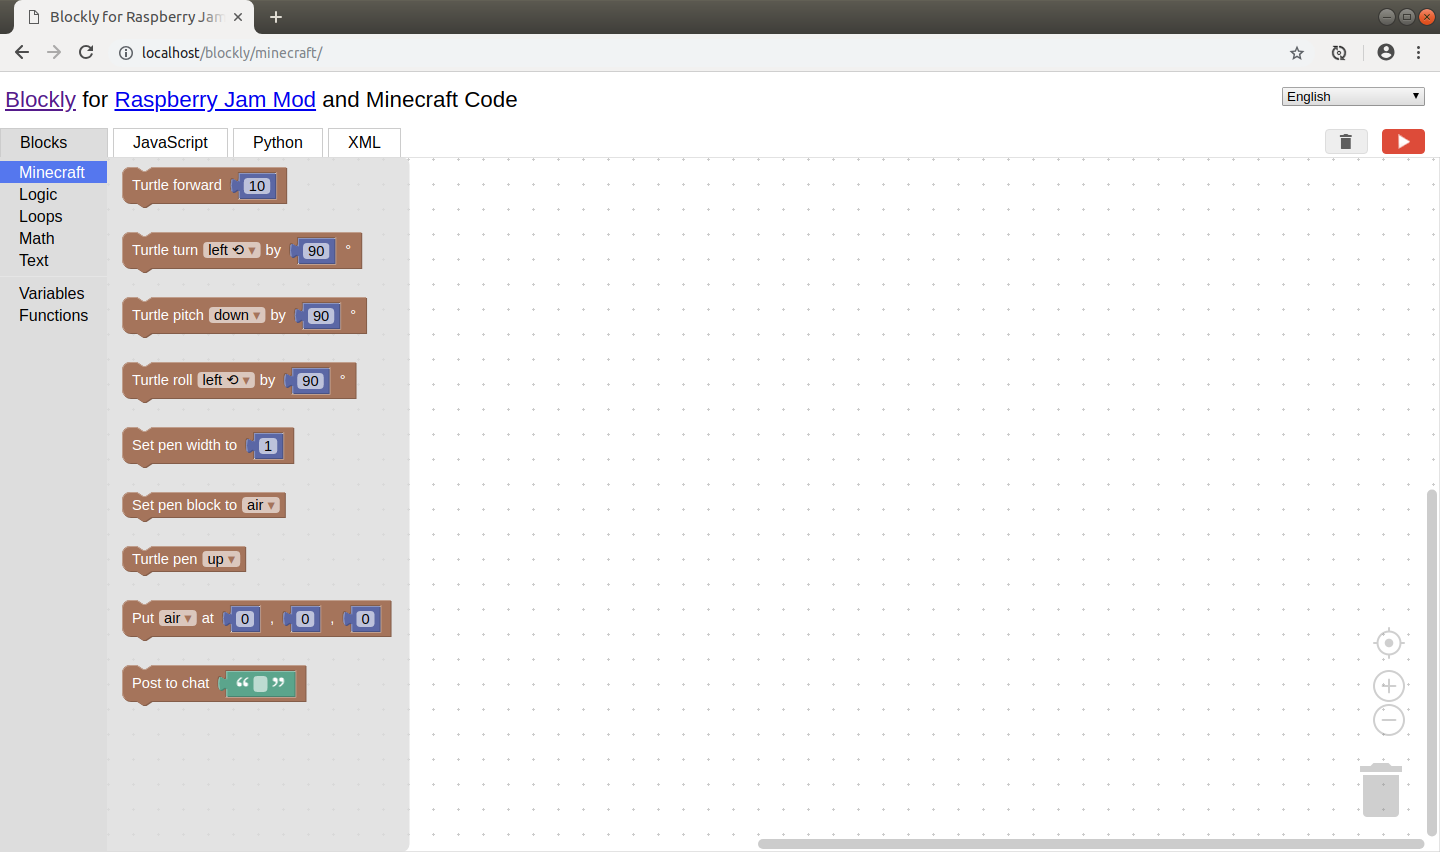 Blockly for Raspberry Jam
localhost/blockly/minecraft/
Blockly for Raspberry Jam Mod and Minecraft Code
English
Blocks
JavaScript
Python
XML
Minecraft
Logic
Loops
Math
Text
Variables
Functions
Turtle forward 10
Turtle turn left ⟲ by 90 °
Turtle pitch down by 90 °
Turtle roll left ⟲ by 90 °
Set pen width to 1
Set pen block to air
Turtle pen up
Put air at 0 , 0 , 0
Post to chat “ ”